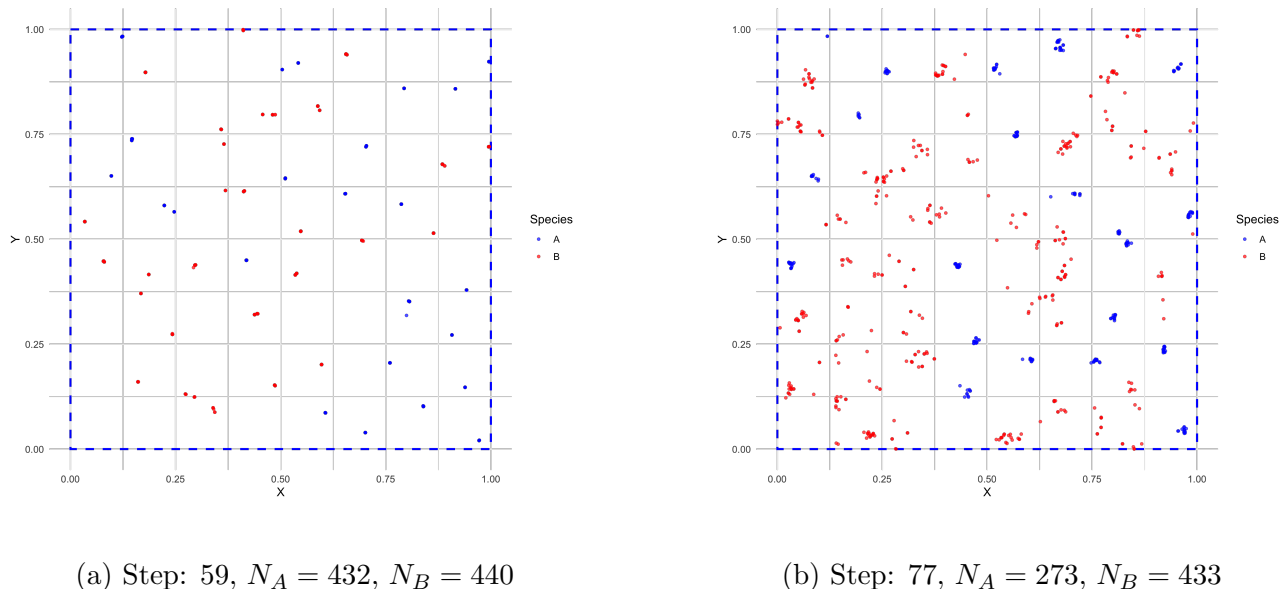 1.00
0.75
0.50
0.25
0.00
Y
0.00 0.25 0.50 0.75 1.00
X
Species
A
B
1.00
0.75
0.50
0.25
0.00
Y
0.00 0.25 0.50 0.75 1.00
X
Species
A
B
(a) Step: 59, N_A = 432, N_B = 440
(b) Step: 77, N_A = 273, N_B = 433